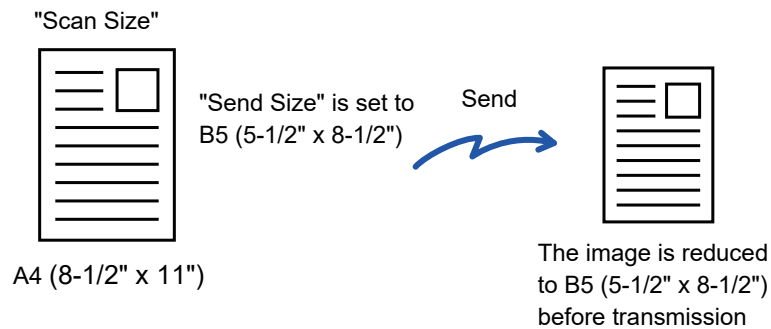 "Scan Size"
"Send Size" is set to
B5 (5-1/2" x 8-1/2")
Send
A4 (8-1/2" x 11")
The image is reduced
to B5 (5-1/2" x 8-1/2")
before transmission